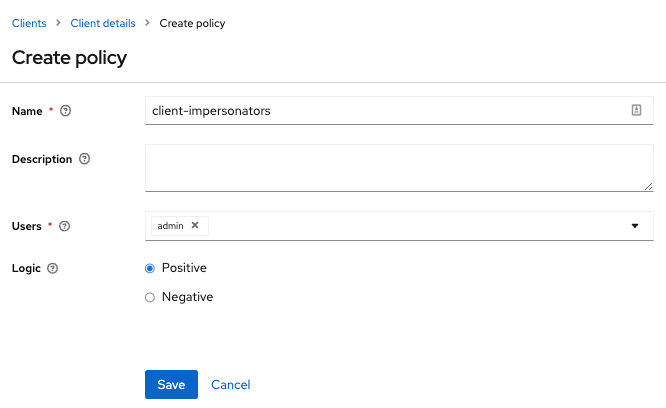 Clients > Client details > Create policy
Create policy
Name * client-impersonators
Description
Users * admin
Logic Positive
Negative
Save Cancel